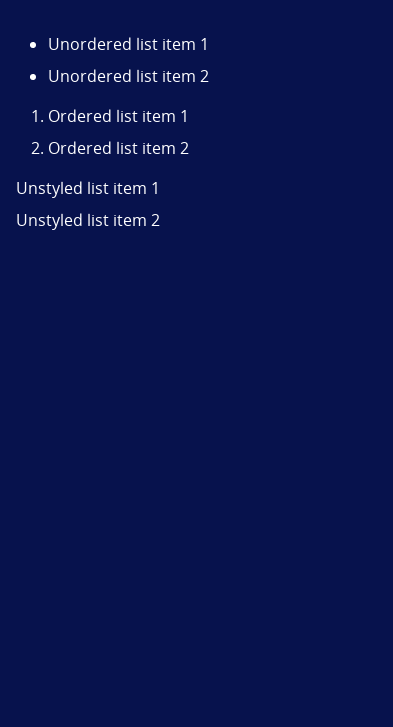 • Unordered list item 1
• Unordered list item 2
1. Ordered list item 1
2. Ordered list item 2
Unstyled list item 1
Unstyled list item 2